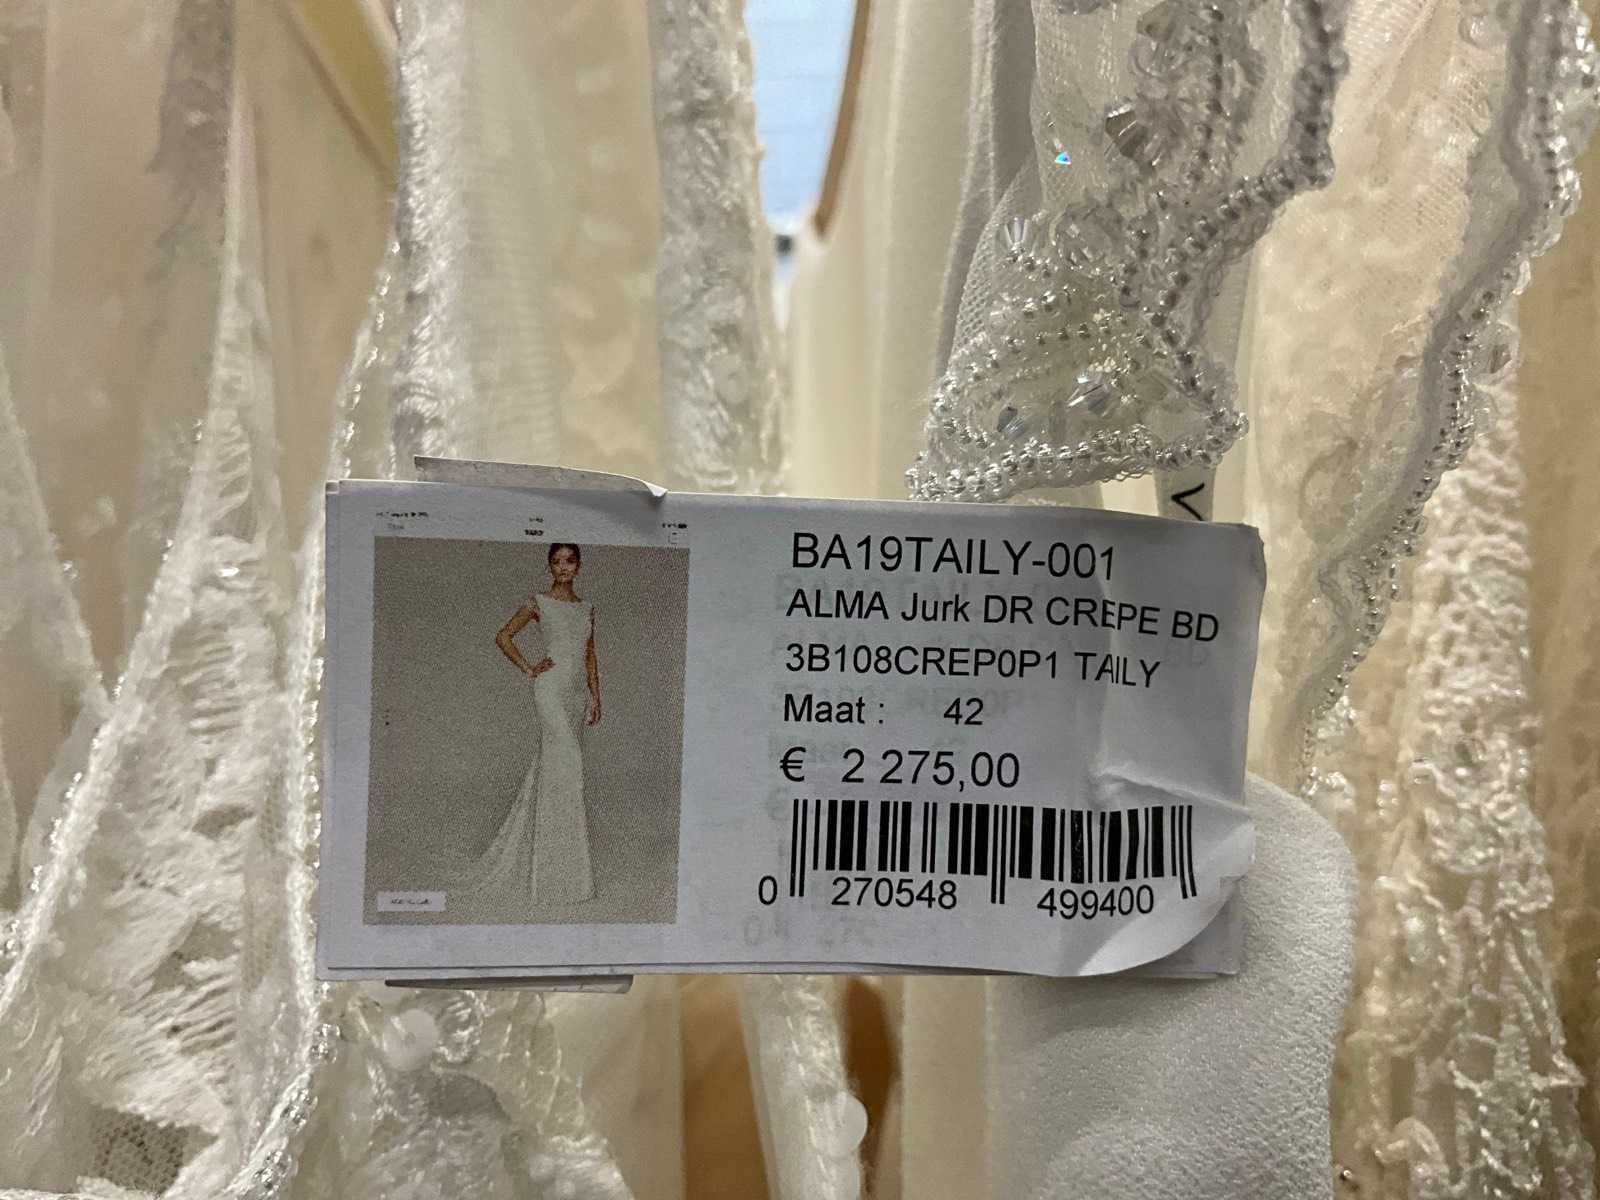 BA19TAILY-001
ALMA Jurk DR CREPE BD
3B108CREP0P1 TAILY
Maat : 42
€ 2 275,00
0 270548 499400